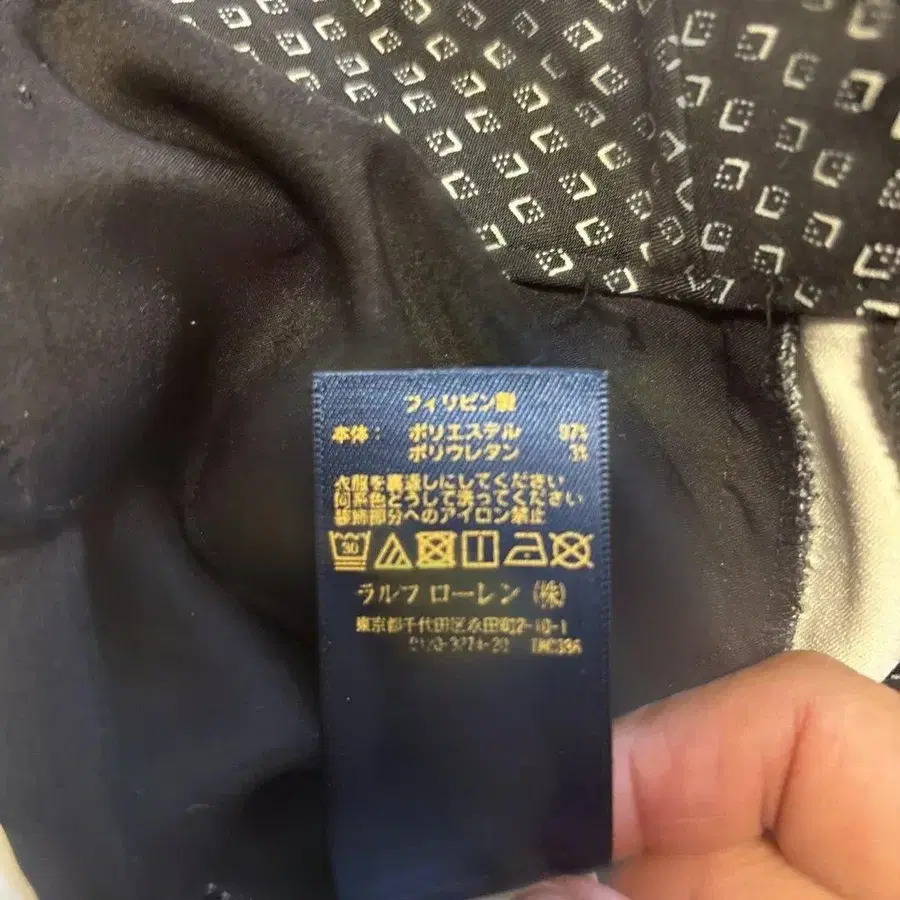 フィリピン製
本体: ポリエステル 97%
ポリウレタン 3%
衣服を裏返しにしてください
同系色どうしで洗ってください
装飾部分へのアイロン禁止
30
ラルフ ローレン (株)
東京都千代田区永田町2-10-1